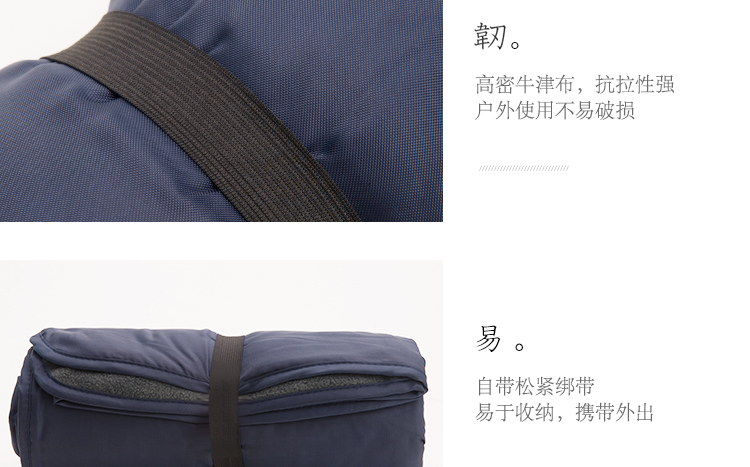 韧。
高密牛津布，抗拉性强
户外使用不易破损
易。
自带松紧绑带
易于收纳，携带外出